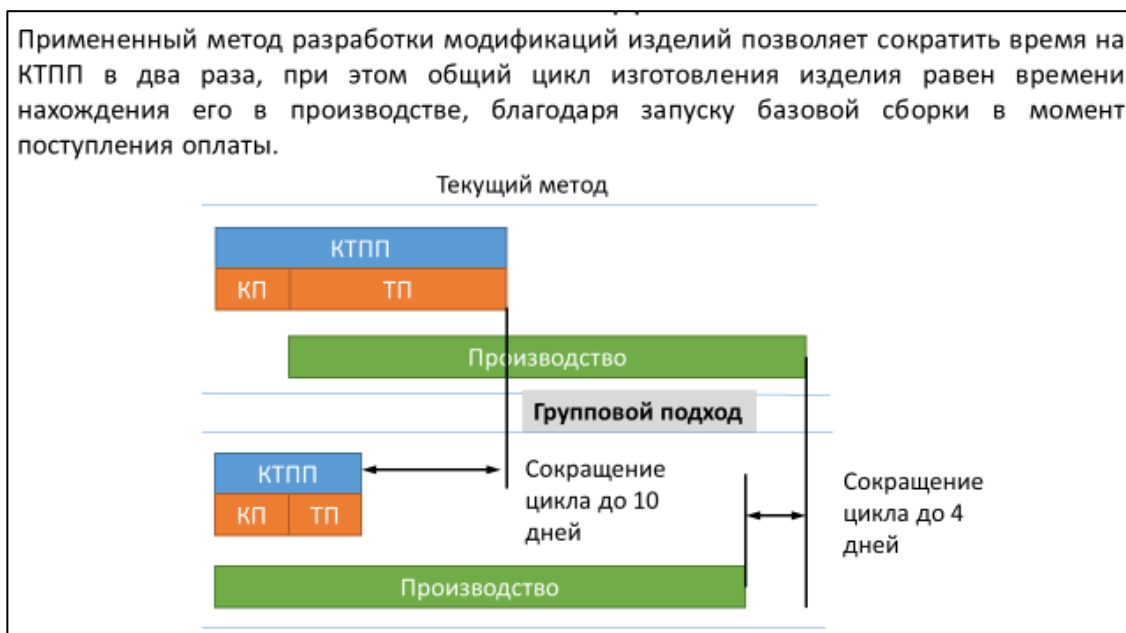 Примененный метод разработки модификаций изделий позволяет сократить время на
КТПП в два раза, при этом общий цикл изготовления изделия равен времени
нахождения его в производстве, благодаря запуску базовой сборки в момент
поступления оплаты.
Текущий метод
КТПП
КП ТП
Производство
Групповой подход
КТПП
КП ТП
Сокращение
цикла до 10
дней
Сокращение
цикла до 4
дней
Производство